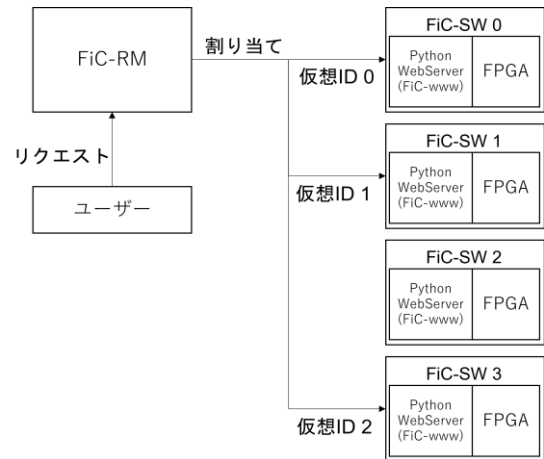 FiC-RM
割り当て
リクエスト
ユーザー
仮想ID 0
FiC-SW 0
Python
WebServer
(FiC-www)
FPGA
仮想ID 1
FiC-SW 1
Python
WebServer
(FiC-www)
FPGA
FiC-SW 2
Python
WebServer
(FiC-www)
FPGA
仮想ID 2
FiC-SW 3
Python
WebServer
(FiC-www)
FPGA